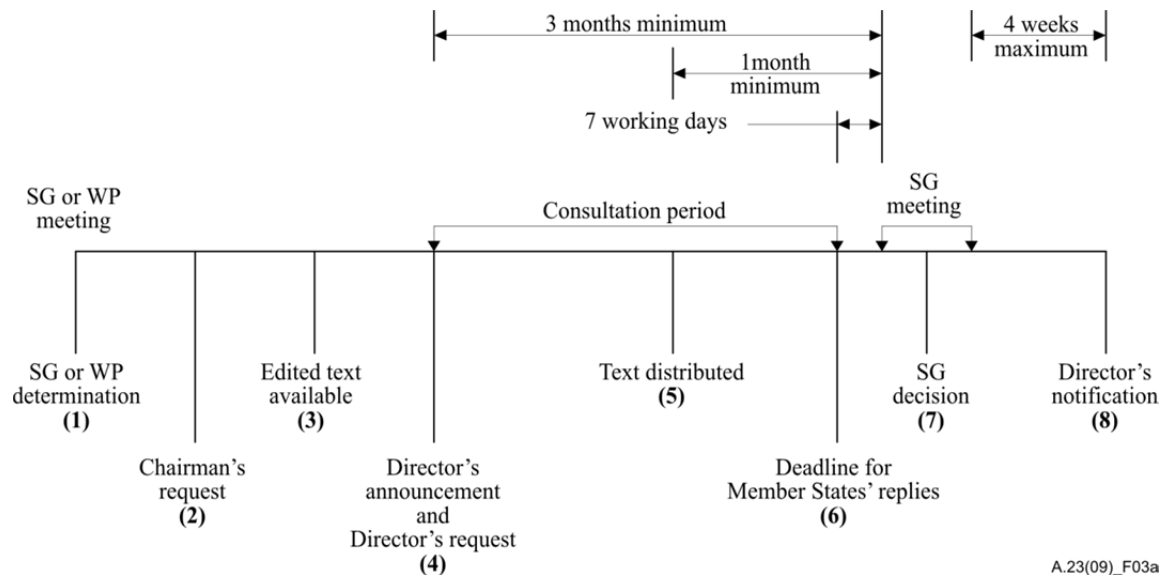 3 months minimum
4 weeks
maximum
1month
minimum
7 working days
SG or WP
meeting
Consultation period
SG
meeting
SG or WP
determination
(1)
Chairman’s
request
(2)
Edited text
available
(3)
Director’s
announcement
and
Director’s request
(4)
Text distributed
(5)
Deadline for
Member States’ replies
(6)
SG
decision
(7)
Director’s
notification
(8)
A.23(09)_F03a